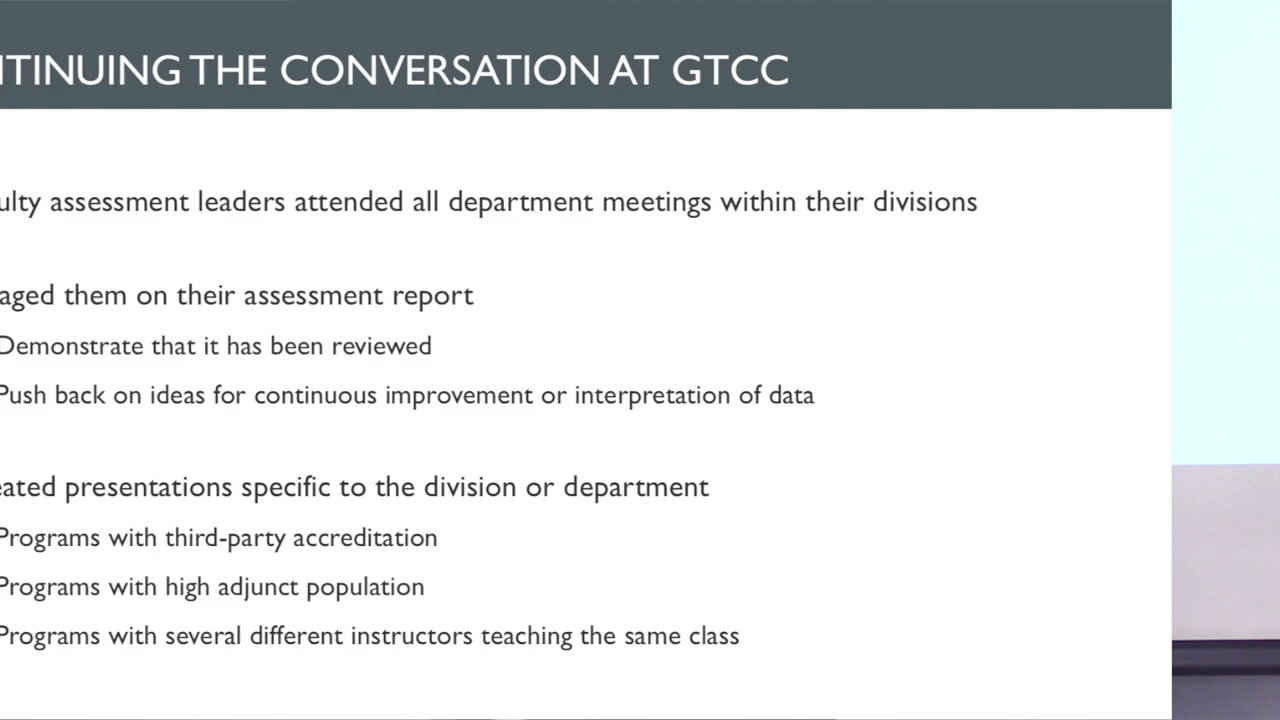 NTINUING THE CONVERSATION AT GTCC
ulty assessment leaders attended all department meetings within their divisions
aged them on their assessment report
Demonstrate that it has been reviewed
Push back on ideas for continuous improvement or interpretation of data
eated presentations specific to the division or department
Programs with third-party accreditation
Programs with high adjunct population
Programs with several different instructors teaching the same class